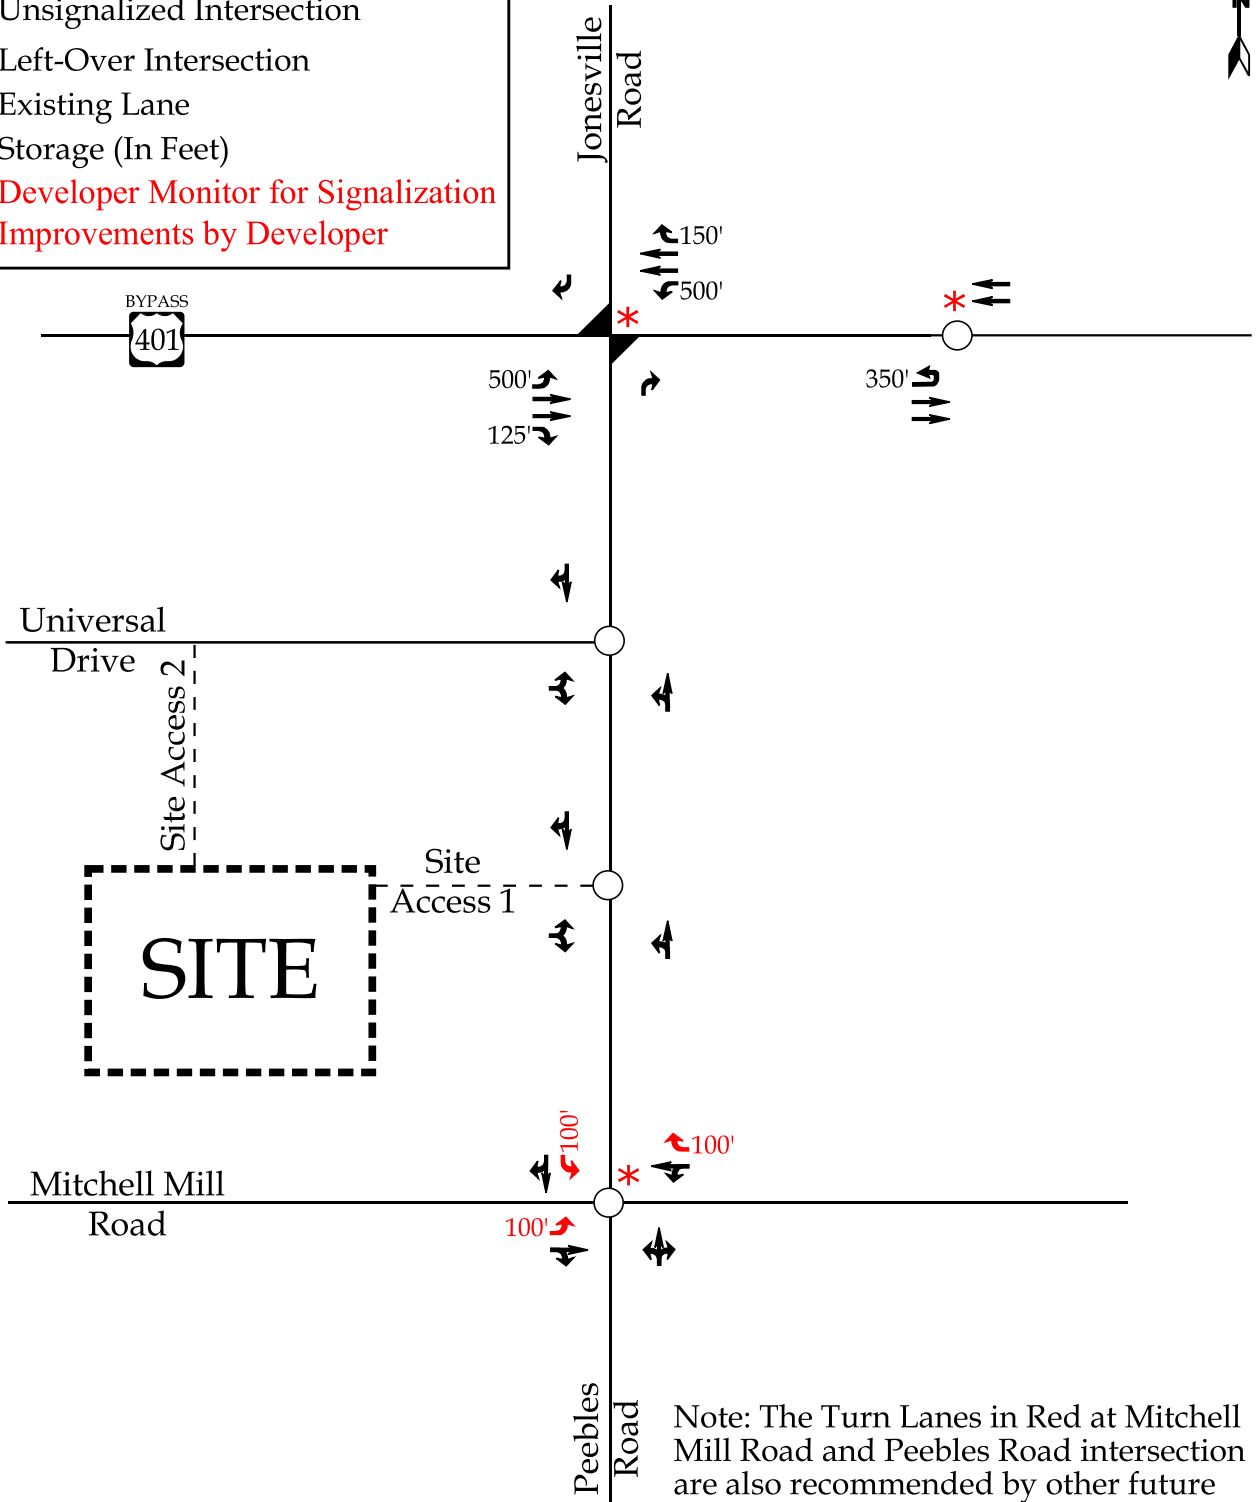 Unsignalized Intersection
Left-Over Intersection
Existing Lane
Storage (In Feet)
Developer Monitor for Signalization
Improvements by Developer
Jonesville
Road
N
150'
500'
BYPASS
401
500'
125'
350'
Universal
Drive
Site Access 2
Site
Access 1
SITE
100'
100'
Mitchell Mill
Road
100'
Peebles
Road
Note: The Turn Lanes in Red at Mitchell
Mill Road and Peebles Road intersection
are also recommended by other future